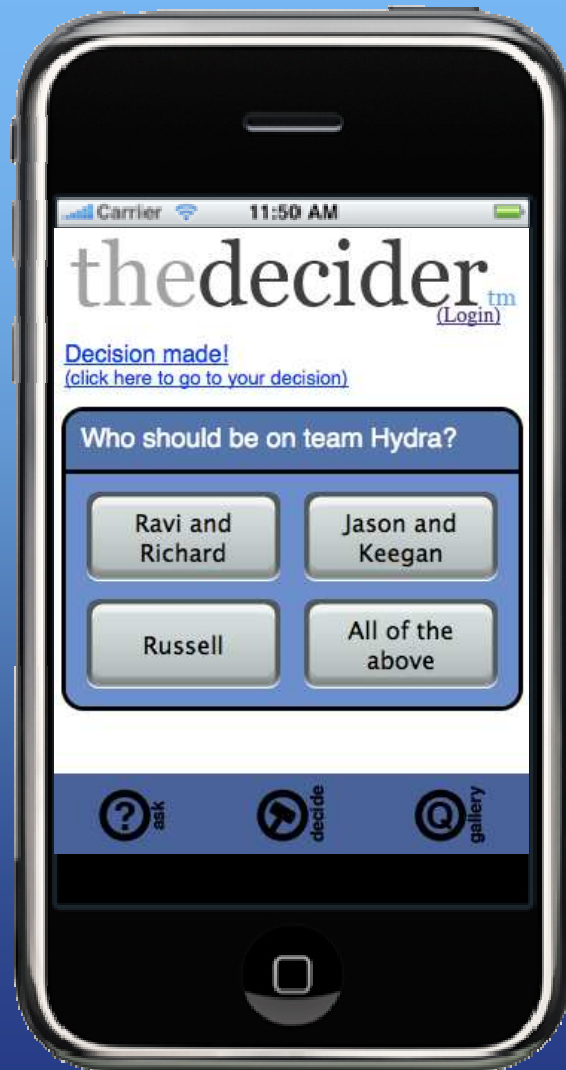 Carrier 11:50 AM
thedecider tm
(Login)
Decision made!
(click here to go to your decision)
Who should be on team Hydra?
Ravi and
Richard
Jason and
Keegan
Russell
All of the
above
? ask
decide
Q gallery